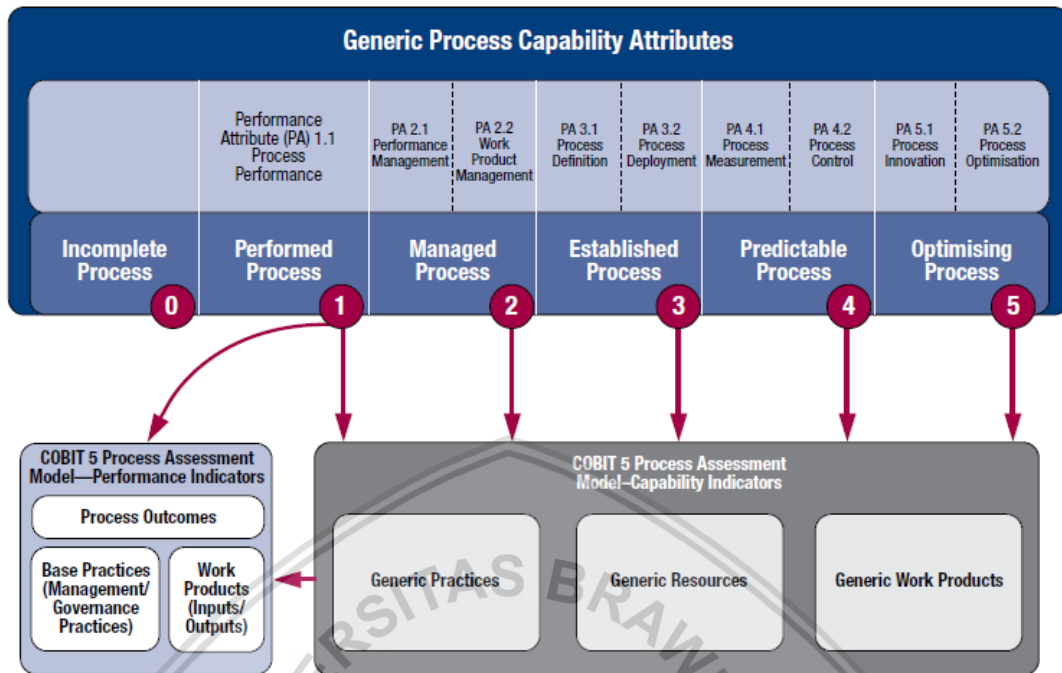 Generic Process Capability Attributes
Performance
Attribute (PA) 1.1
Process
Performance
PA 2.1
Performance
Management
PA 2.2
Work
Product
Management
PA 3.1
Process
Definition
PA 3.2
Process
Deployment
PA 4.1
Process
Measurement
PA 4.2
Process
Control
PA 5.1
Process
Innovation
PA 5.2
Process
Optimisation
Incomplete
Process
0
Performed
Process
1
Managed
Process
2
Established
Process
3
Predictable
Process
4
Optimising
Process
5
COBIT 5 Process Assessment
Model—Performance Indicators
Process Outcomes
Base Practices
(Management/
Governance
Practices)
Work
Products
(Inputs/
Outputs)
COBIT 5 Process Assessment
Model–Capability Indicators
Generic Practices
Generic Resources
Generic Work Products
ERSITAS BRAW